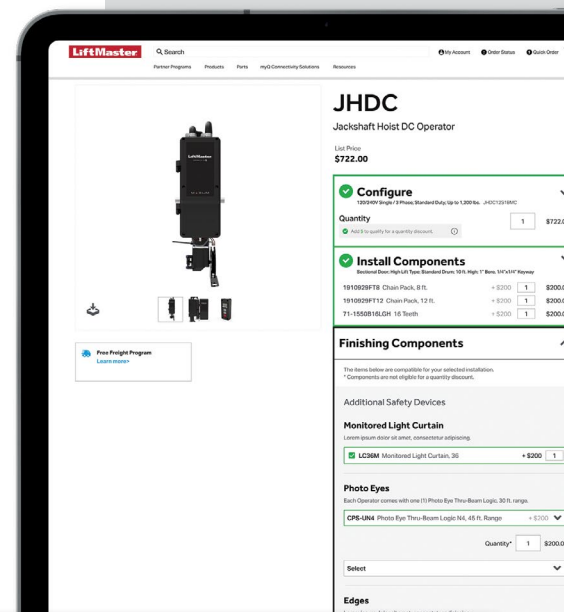 LiftMaster
Search
My Account
Order Status
Quick Order
Partner Programs
Products
Parts
myQ Connectivity Solutions
Resources
JHDC
Jackshaft Hoist DC Operator
List Price
$722.00
Configure
120/240V Single / 3 Phase, Standard Duty, Up to 1,300 lbs. JHDC12318MC
Quantity
1 $722.0
Add 3 to qualify for a quantity discount.
Install Components
Sectional Door; High Lift Type; Standard Drum: 10 ft. High; 1" Bore, 1/4"x1/4" Keyway
1910929FT8 Chain Pack, 8 ft. + $200 1 $200.0
1910929FT12 Chain Pack, 12 ft. + $200 1 $200.0
71-1550B16LGH 16 Teeth + $200 1 $200.0
Free Freight Program
Learn more>
Finishing Components
The items below are compatible for your selected installation.
* Components are not eligible for a quantity discount.
Additional Safety Devices
Monitored Light Curtain
Lorem ipsum dolor sit amet, consectetur adipiscing.
LC36M Monitored Light Curtain, 36 + $200 1
Photo Eyes
Each Operator comes with one (1) Photo Eye Thru-Beam Logic, 30 ft. range.
CPS-UN4 Photo Eye Thru-Beam Logic N4, 45 ft. Range + $200
Quantity* 1 $200.0
Select
Edges